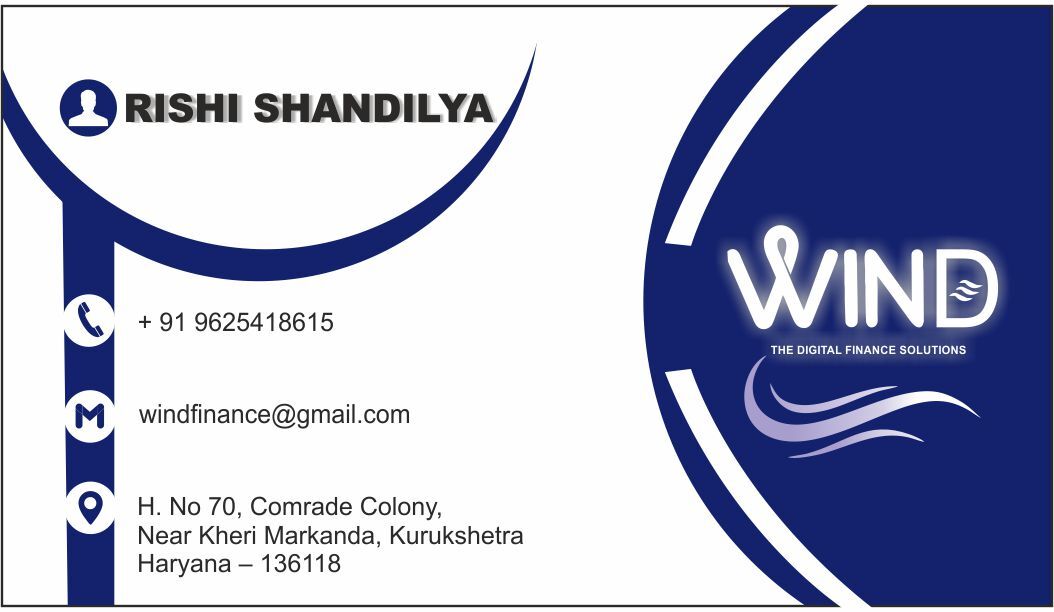 RISHI SHANDILYA
+ 91 9625418615
windfinance@gmail.com
H. No 70, Comrade Colony,
Near Kheri Markanda, Kurukshetra
Haryana – 136118
WIND
THE DIGITAL FINANCE SOLUTIONS